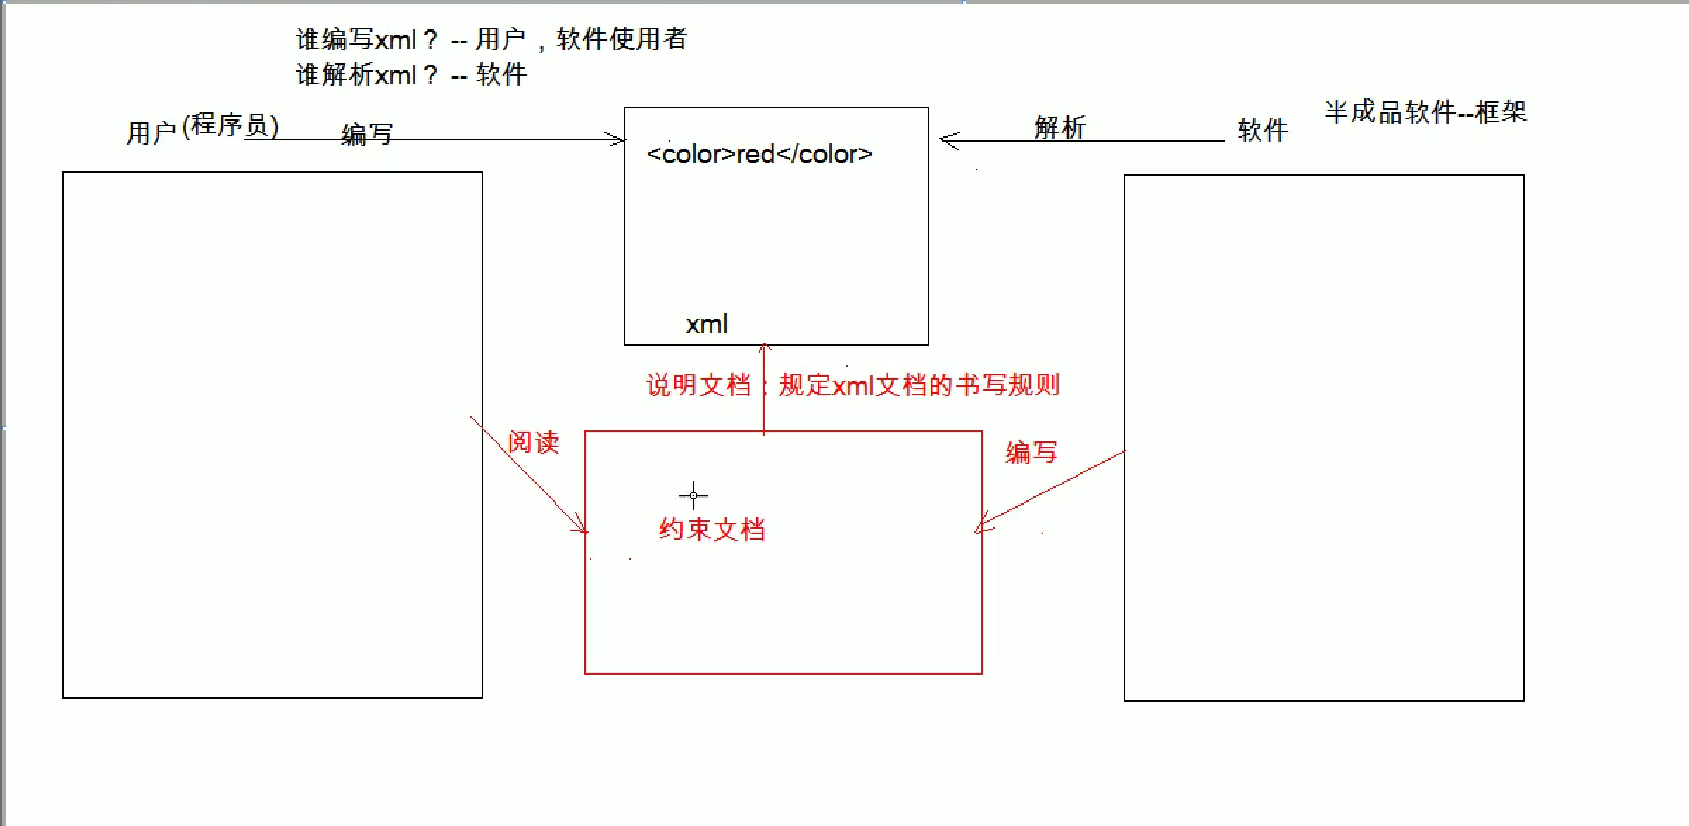 谁编写xml？ -- 用户，软件使用者
谁解析xml？ -- 软件
用户(程序员)
编写
<color>red</color>
xml
解析
软件
半成品软件--框架
说明文档：规定xml文档的书写规则
阅读
编写
约束文档